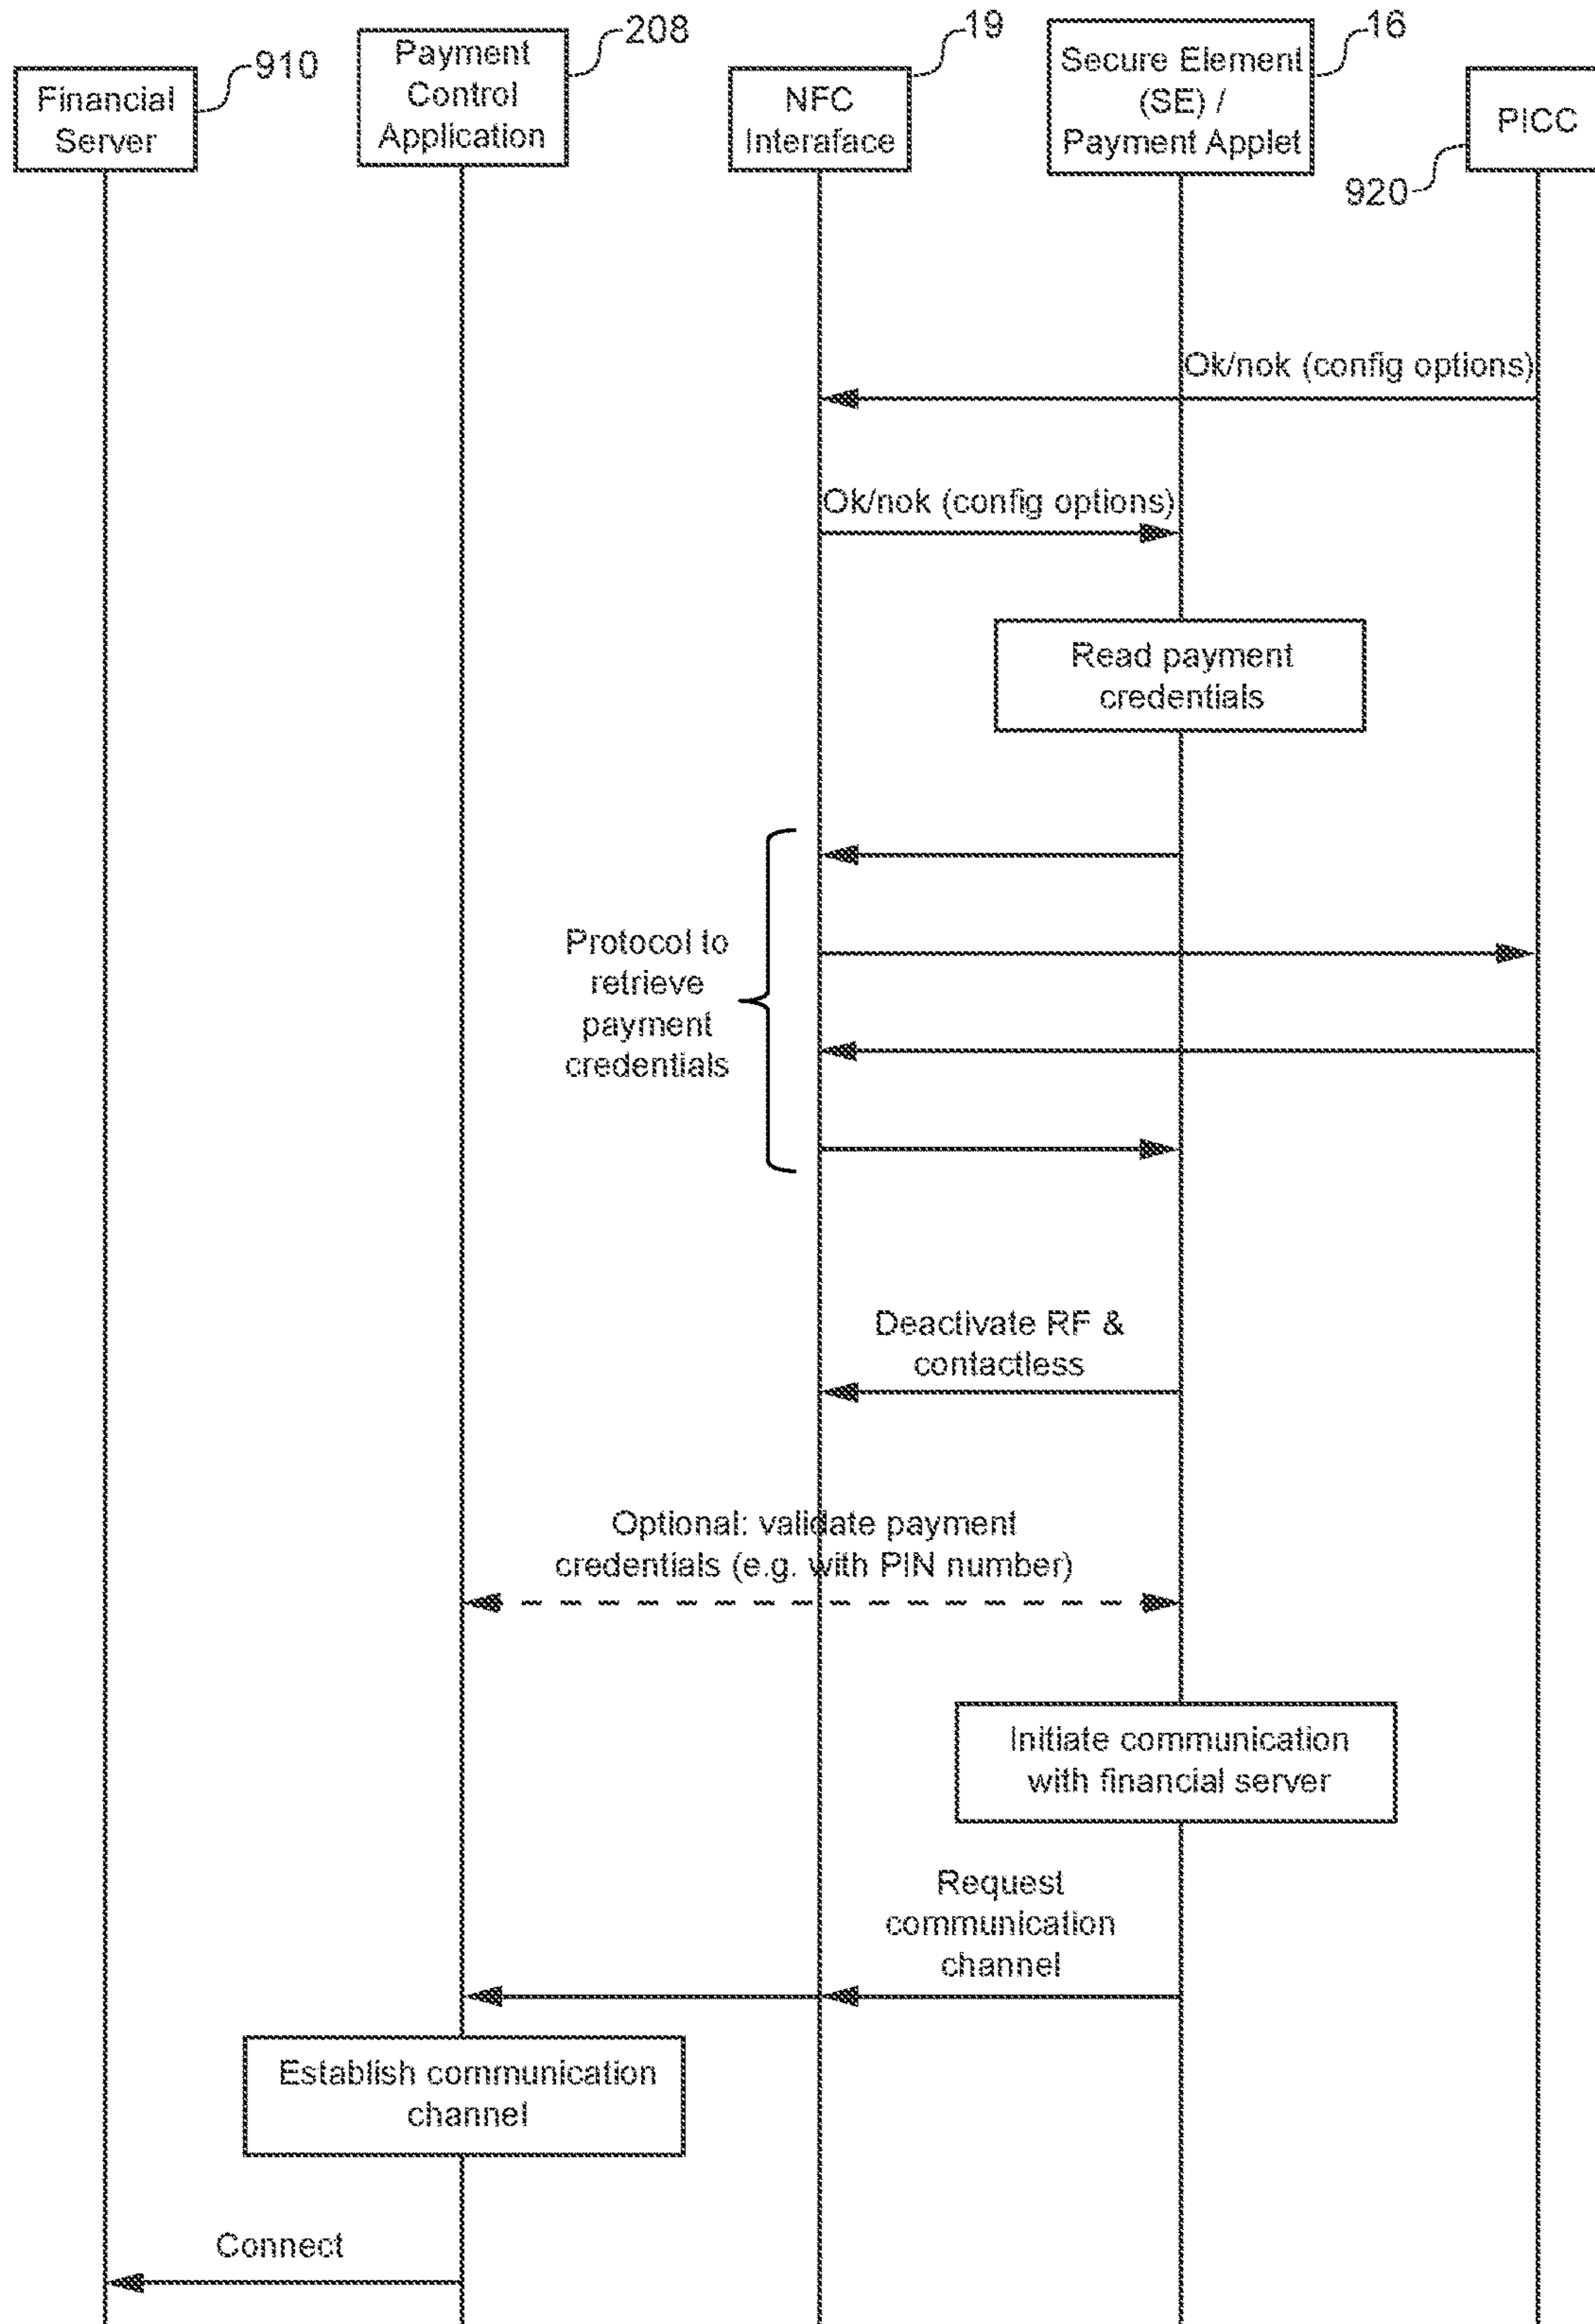 910
Financial
Server
Payment
Control
Application
208
NFC
Interaface
19
Secure Element
(SE) /
Payment Applet
16
PICC
920
Ok/nok (config options)
Ok/nok (config options)
Read payment
credentials
Protocol to
retrieve
payment
credentials
Deactivate RF &
contactless
Optional: validate payment
credentials (e.g. with PIN number)
Initiate communication
with financial server
Request
communication
channel
Establish communication
channel
Connect